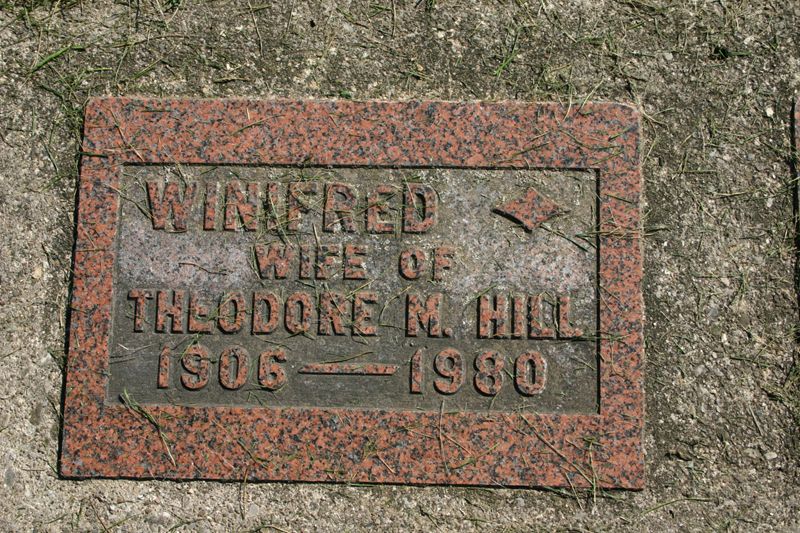 WINIFRED
WIFE OF
THEODORE M. HILL
1906 — 1980